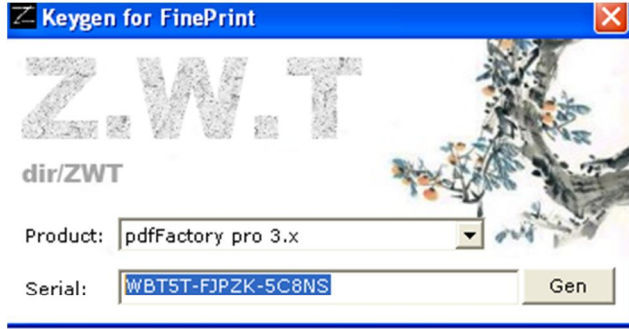 Keygen for FinePrint
Z.W.T
dir/ZWT
Product: pdfFactory pro 3.x
Serial: WBT5T-FJPZK-5C8NS Gen